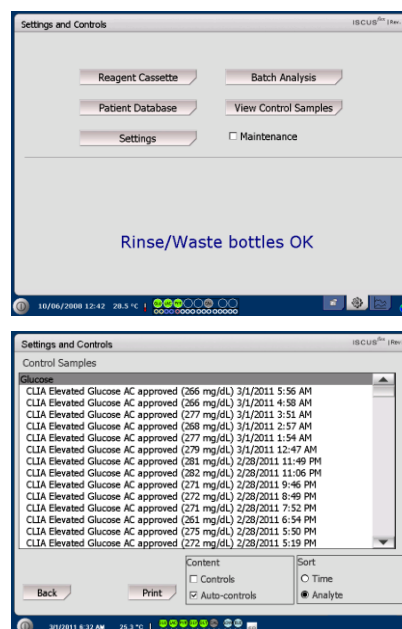 Settings and Controls
ISCUS flex | Rev.
Reagent Cassette
Batch Analysis
Patient Database
View Control Samples
Settings
Maintenance
Rinse/Waste bottles OK
10/06/2008 12:42 28.5 °C !
Settings and Controls
ISCUS flex | Rev
Control Samples
Glucose
CLIA Elevated Glucose AC approved (266 mg/dL) 3/1/2011 5:56 AM
CLIA Elevated Glucose AC approved (266 mg/dL) 3/1/2011 4:58 AM
CLIA Elevated Glucose AC approved (277 mg/dL) 3/1/2011 3:51 AM
CLIA Elevated Glucose AC approved (268 mg/dL) 3/1/2011 2:57 AM
CLIA Elevated Glucose AC approved (277 mg/dL) 3/1/2011 1:54 AM
CLIA Elevated Glucose AC approved (279 mg/dL) 3/1/2011 12:47 AM
CLIA Elevated Glucose AC approved (281 mg/dL) 2/28/2011 11:49 PM
CLIA Elevated Glucose AC approved (282 mg/dL) 2/28/2011 11:06 PM
CLIA Elevated Glucose AC approved (271 mg/dL) 2/28/2011 9:46 PM
CLIA Elevated Glucose AC approved (272 mg/dL) 2/28/2011 8:49 PM
CLIA Elevated Glucose AC approved (271 mg/dL) 2/28/2011 7:52 PM
CLIA Elevated Glucose AC approved (261 mg/dL) 2/28/2011 6:54 PM
CLIA Elevated Glucose AC approved (275 mg/dL) 2/28/2011 5:50 PM
CLIA Elevated Glucose AC approved (272 mg/dL) 2/28/2011 5:19 PM
Content
Sort
Controls
Time
Back
Print
Auto-controls
Analyte
3/1/2011 6:32 AM 25.3 °C |